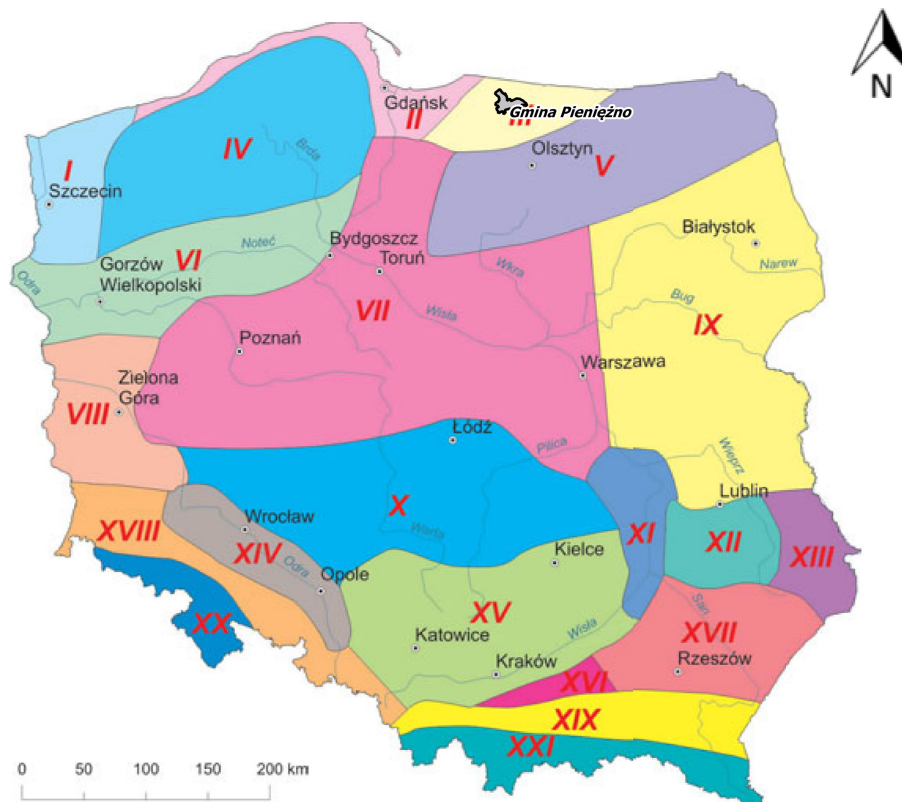 N
Gdańsk
II
Gmina Pieniężno
III
IV
Brda
Olsztyn
V
I
Szczecin
Białystok
Narew
Bydgoszcz
Toruń
Noteć
VI
Gorzów
Wielkopolski
Odra
Wkra
Wisła
VII
Bug
IX
Poznań
Warszawa
Zielona
Góra
VIII
Łódź
Pilica
Wieprz
Lublin
X
Warta
Wrocław
XVIII
XIV
Odra
Opole
Kielce
XI
XII
XIII
XX
XV
Katowice
Wisła
Kraków
San
XVII
Rzeszów
XVI
XIX
XXI
0 50 100 150 200 km